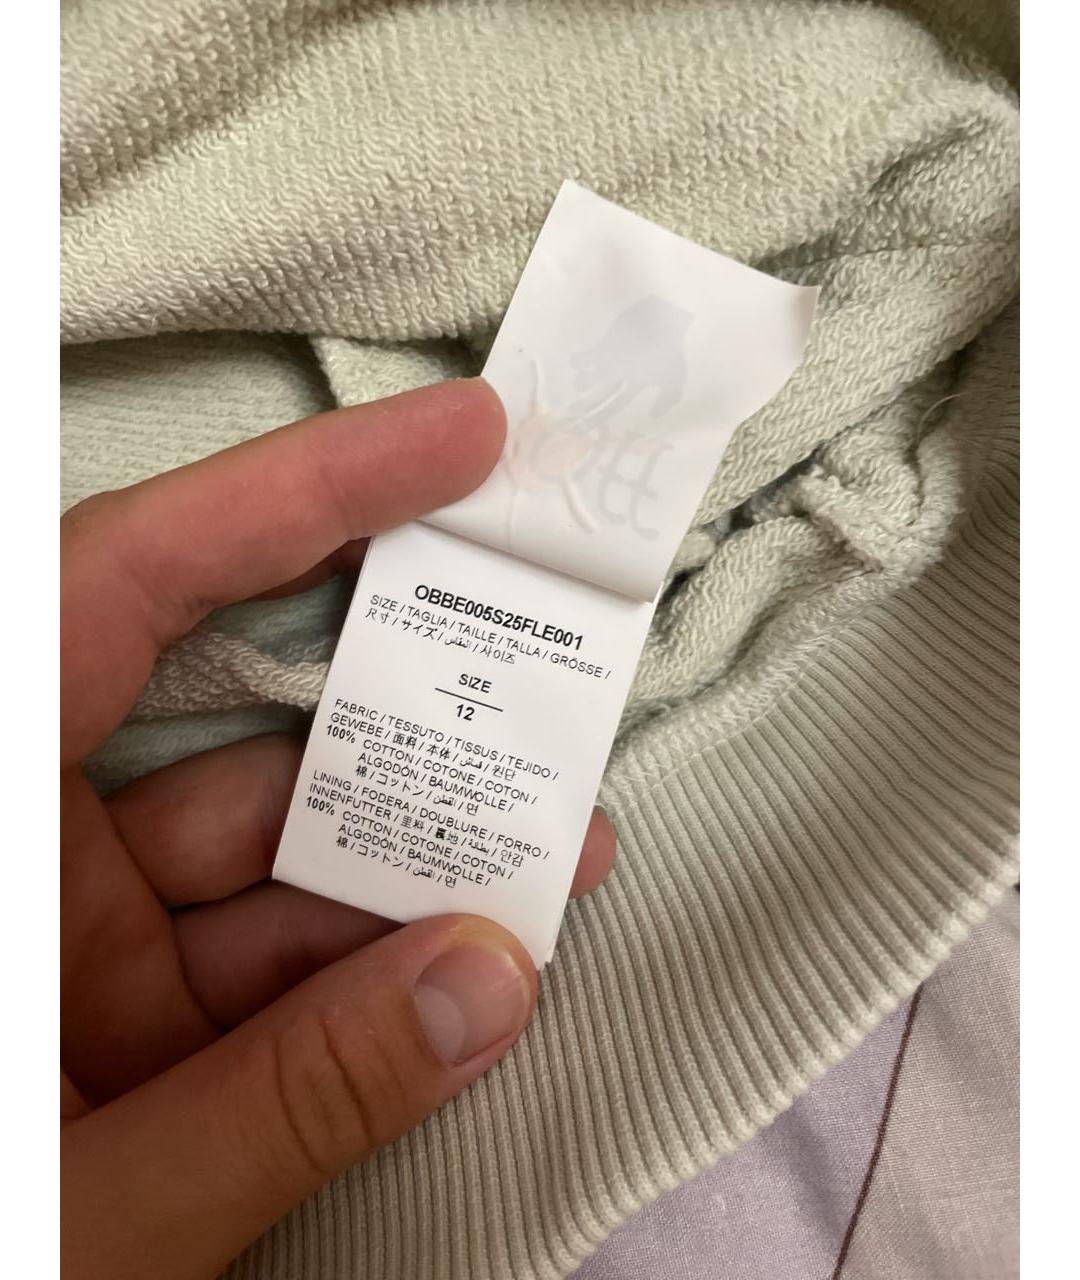 OBBE005S25FLE001
SIZE / TAGLIA / TAILLE / TALLA / GRÖSSE /
尺寸 / サイズ / المقاس / 사이즈
SIZE
12
FABRIC / TESSUTO / TISSUS / TEJIDO /
GEWEBE / 面料 / 本体 / قماش / 원단
100% COTTON / COTONE / COTON /
ALGODÓN / BAUMWOLLE /
棉 / コットン / القطن / 면
LINING / FODERA / DOUBLURE / FORRO /
INNENFUTTER / 里料 / 裏地 / بطانة / 안감
100% COTTON / COTONE / COTON /
ALGODÓN / BAUMWOLLE /
棉 / コットン / القطن / 면